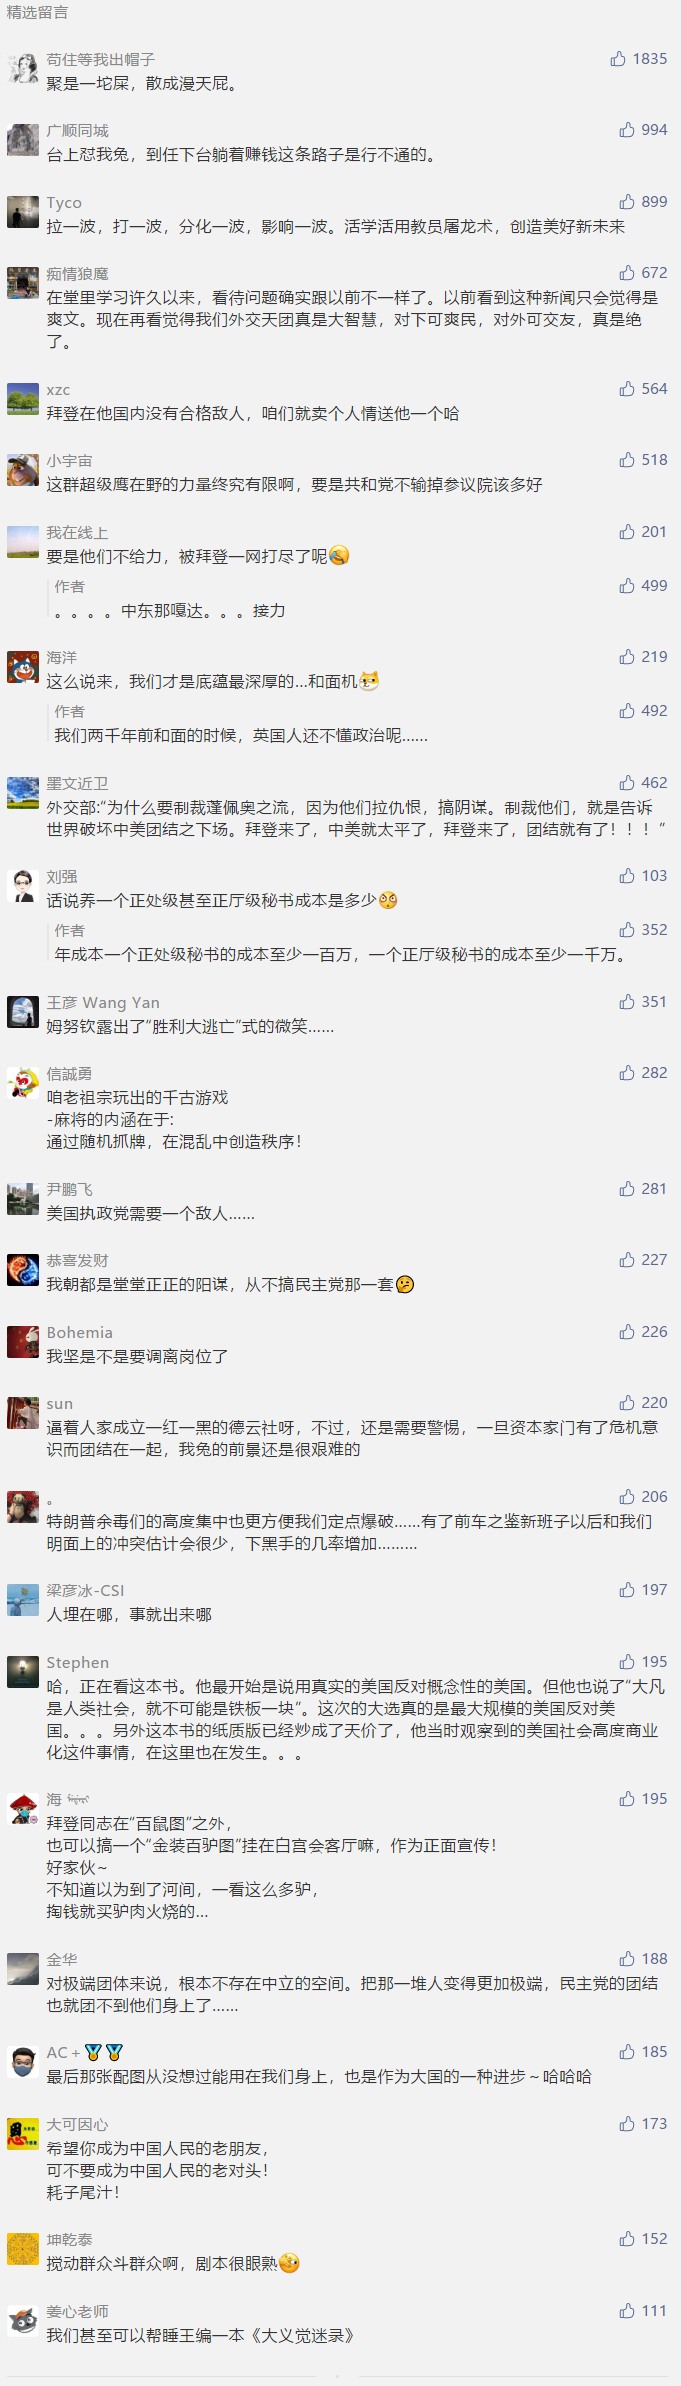 精选留言
苟住等我出帽子 1835
聚是一坨屎，散成漫天屁。
广顺同城 994
台上怼我兔，到任下台躺着赚钱这条路子是行不通的。
Tyco 899
拉一波，打一波，分化一波，影响一波。活学活用教员屠龙术，创造美好新未来
痴情狼魔 672
在堂里学习许久以来，看待问题确实跟以前不一样了。以前看到这种新闻只会觉得是
爽文。现在再看觉得我们外交天团真是大智慧，对下可爽民，对外可交友，真是绝
了。
xzc 564
拜登在他国内没有合格敌人，咱们就卖个人情送他一个哈
小宇宙 518
这群超级鹰在野的力量终究有限啊，要是共和党不输掉参议院该多好
我在线上 201
要是他们不给力，被拜登一网打尽了呢
作者 499
。。。。中东那嘎达。。。接力
海洋 219
这么说来，我们才是底蕴最深厚的...和面机
作者 492
我们两千年前和面的时候，英国人还不懂政治呢......
墨文近卫 462
外交部:“为什么要制裁蓬佩奥之流，因为他们拉仇恨，搞阴谋。制裁他们，就是告诉
世界破坏中美团结之下场。拜登来了，中美就太平了，拜登来了，团结就有了！！！”
刘强 103
话说养一个正处级甚至正厅级秘书成本是多少
作者 352
年成本一个正处级秘书的成本至少一百万，一个正厅级秘书的成本至少一千万。
王彦 Wang Yan 351
姆努钦露出了“胜利大逃亡”式的微笑......
信誠勇 282
咱老祖宗玩出的千古游戏
-麻将的内涵在于:
通过随机抓牌，在混乱中创造秩序！
尹鹏飞 281
美国执政党需要一个敌人......
恭喜发财 227
我朝都是堂堂正正的阳谋，从不搞民主党那一套🤔
Bohemia 226
我坚是不是要调离岗位了
sun 220
逼着人家成立一红一黑的德云社呀，不过，还是需要警惕，一旦资本家门有了危机意
识而团结在一起，我兔的前景还是很艰难的
。 206
特朗普余毒们的高度集中也更方便我们定点爆破......有了前车之鉴新班子以后和我们
明面上的冲突估计会很少，下黑手的几率增加.........
梁彦冰-CSI 197
人埋在哪，事就出来哪
Stephen 195
哈，正在看这本书。他最开始是说用真实的美国反对概念性的美国。但他也说了“大凡
是人类社会，就不可能是铁板一块”。这次的大选真的是最大规模的美国反对美
国。。。另外这本书的纸质版已经炒成了天价了，他当时观察到的美国社会高度商业
化这件事情，在这里也在发生。。。
海 195
拜登同志在“百鼠图”之外，
也可以搞一个“金装百驴图”挂在白宫会客厅嘛，作为正面宣传！
好家伙~
不知道以为到了河间，一看这么多驴，
掏钱就买驴肉火烧的...
金华 188
对极端团体来说，根本不存在中立的空间。把那一堆人变得更加极端，民主党的团结
也就团不到他们身上了......
AC+🏅🏅 185
最后那张配图从没想过能用在我们身上，也是作为大国的一种进步～哈哈哈
大可因心 173
希望你成为中国人民的老朋友，
可不要成为中国人民的老对头！
耗子尾汁！
坤乾泰 152
搅动群众斗群众啊，剧本很眼熟
姜心老师 111
我们甚至可以帮睡王编一本《大义觉迷录》